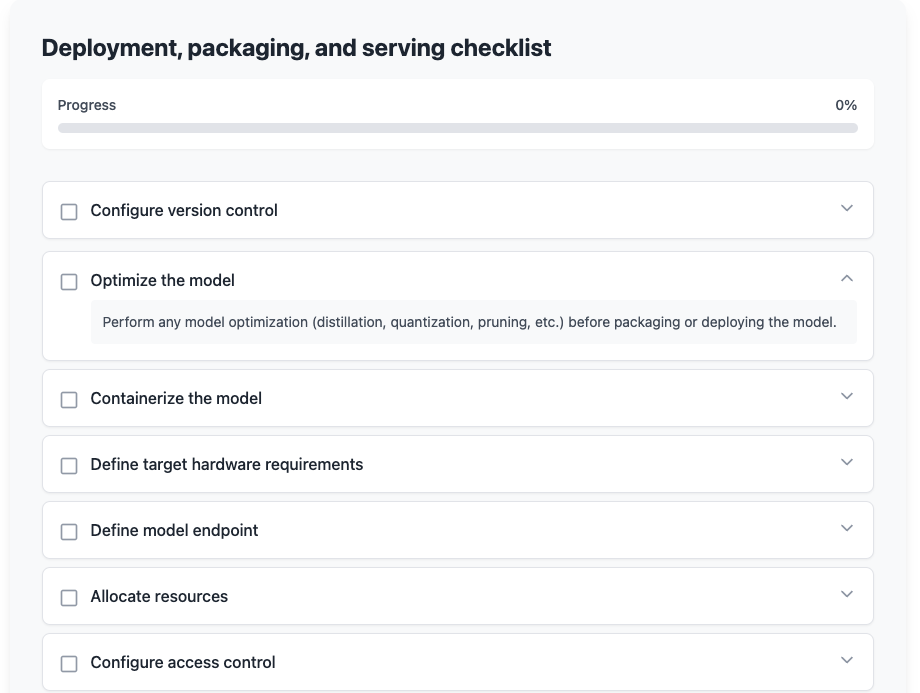 Deployment, packaging, and serving checklist
Progress 0%
Configure version control
Optimize the model
Perform any model optimization (distillation, quantization, pruning, etc.) before packaging or deploying the model.
Containerize the model
Define target hardware requirements
Define model endpoint
Allocate resources
Configure access control